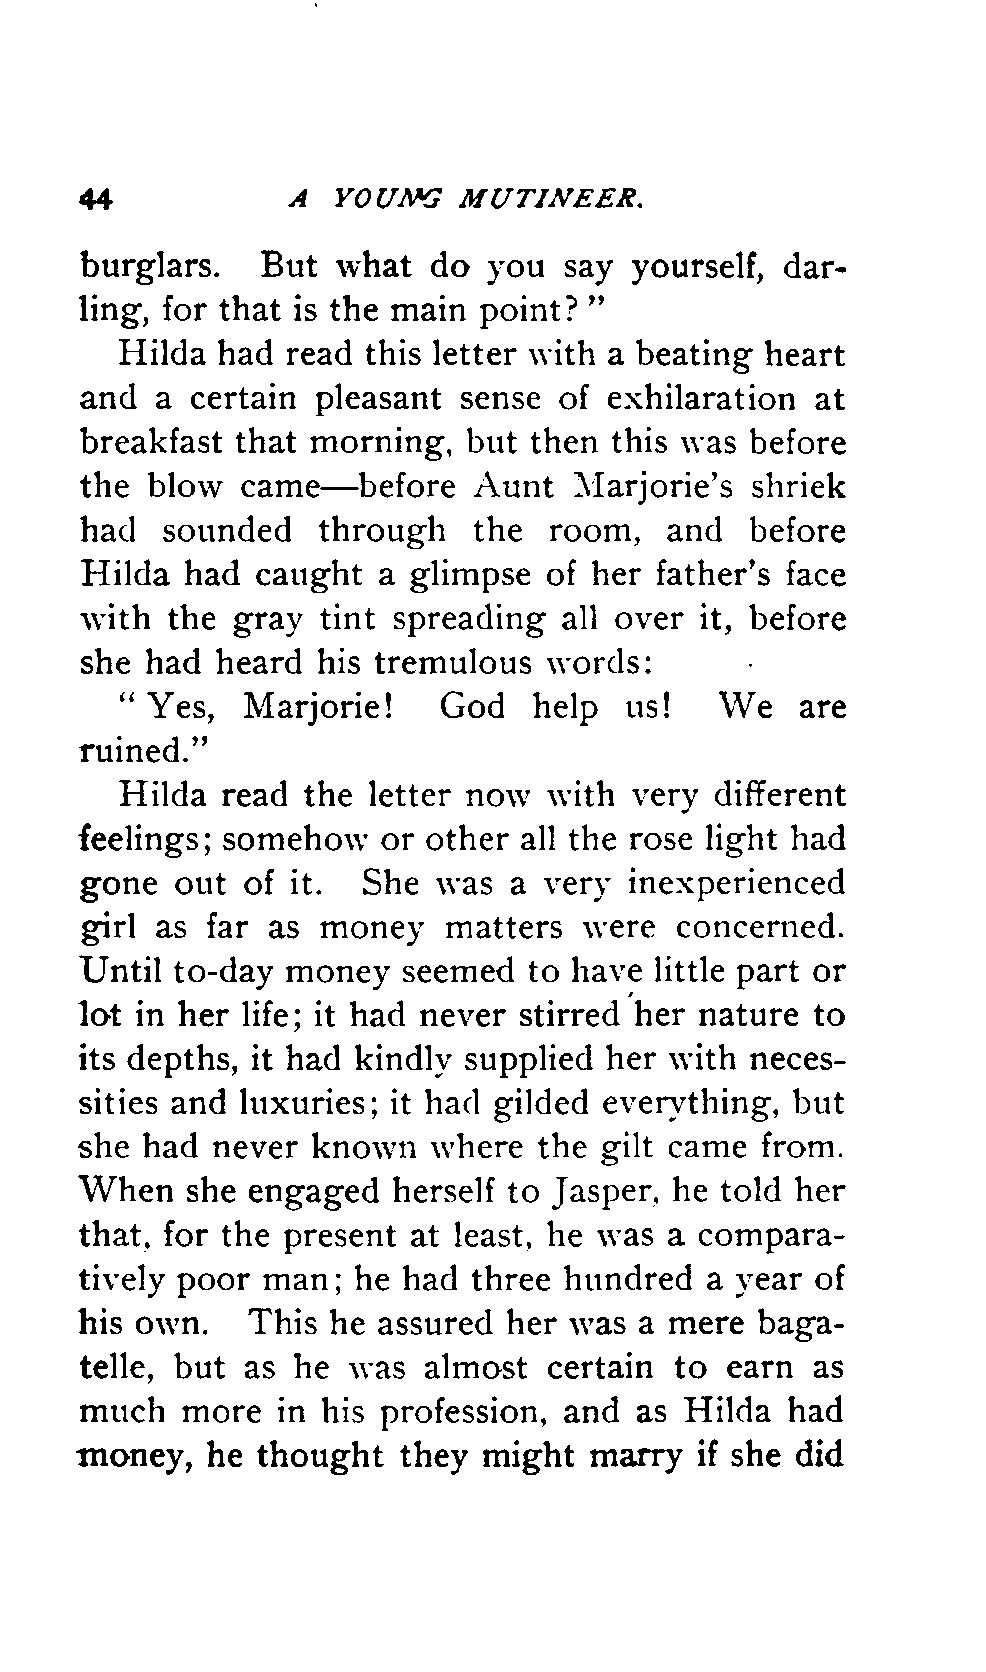 44 A YOUNG MUTINEER.
burglars. But what do you say yourself, dar-
ling, for that is the main point? "
Hilda had read this letter with a beating heart
and a certain pleasant sense of exhilaration at
breakfast that morning, but then this was before
the blow came—before Aunt Marjorie's shriek
had sounded through the room, and before
Hilda had caught a glimpse of her father's face
with the gray tint spreading all over it, before
she had heard his tremulous words:
" Yes, Marjorie! God help us! We are
ruined."
Hilda read the letter now with very different
feelings; somehow or other all the rose light had
gone out of it. She was a very inexperienced
girl as far as money matters were concerned.
Until to-day money seemed to have little part or
lot in her life; it had never stirred her nature to
its depths, it had kindly supplied her with neces-
sities and luxuries; it had gilded everything, but
she had never known where the gilt came from.
When she engaged herself to Jasper, he told her
that, for the present at least, he was a compara-
tively poor man; he had three hundred a year of
his own. This he assured her was a mere baga-
telle, but as he was almost certain to earn as
much more in his profession, and as Hilda had
money, he thought they might marry if she did